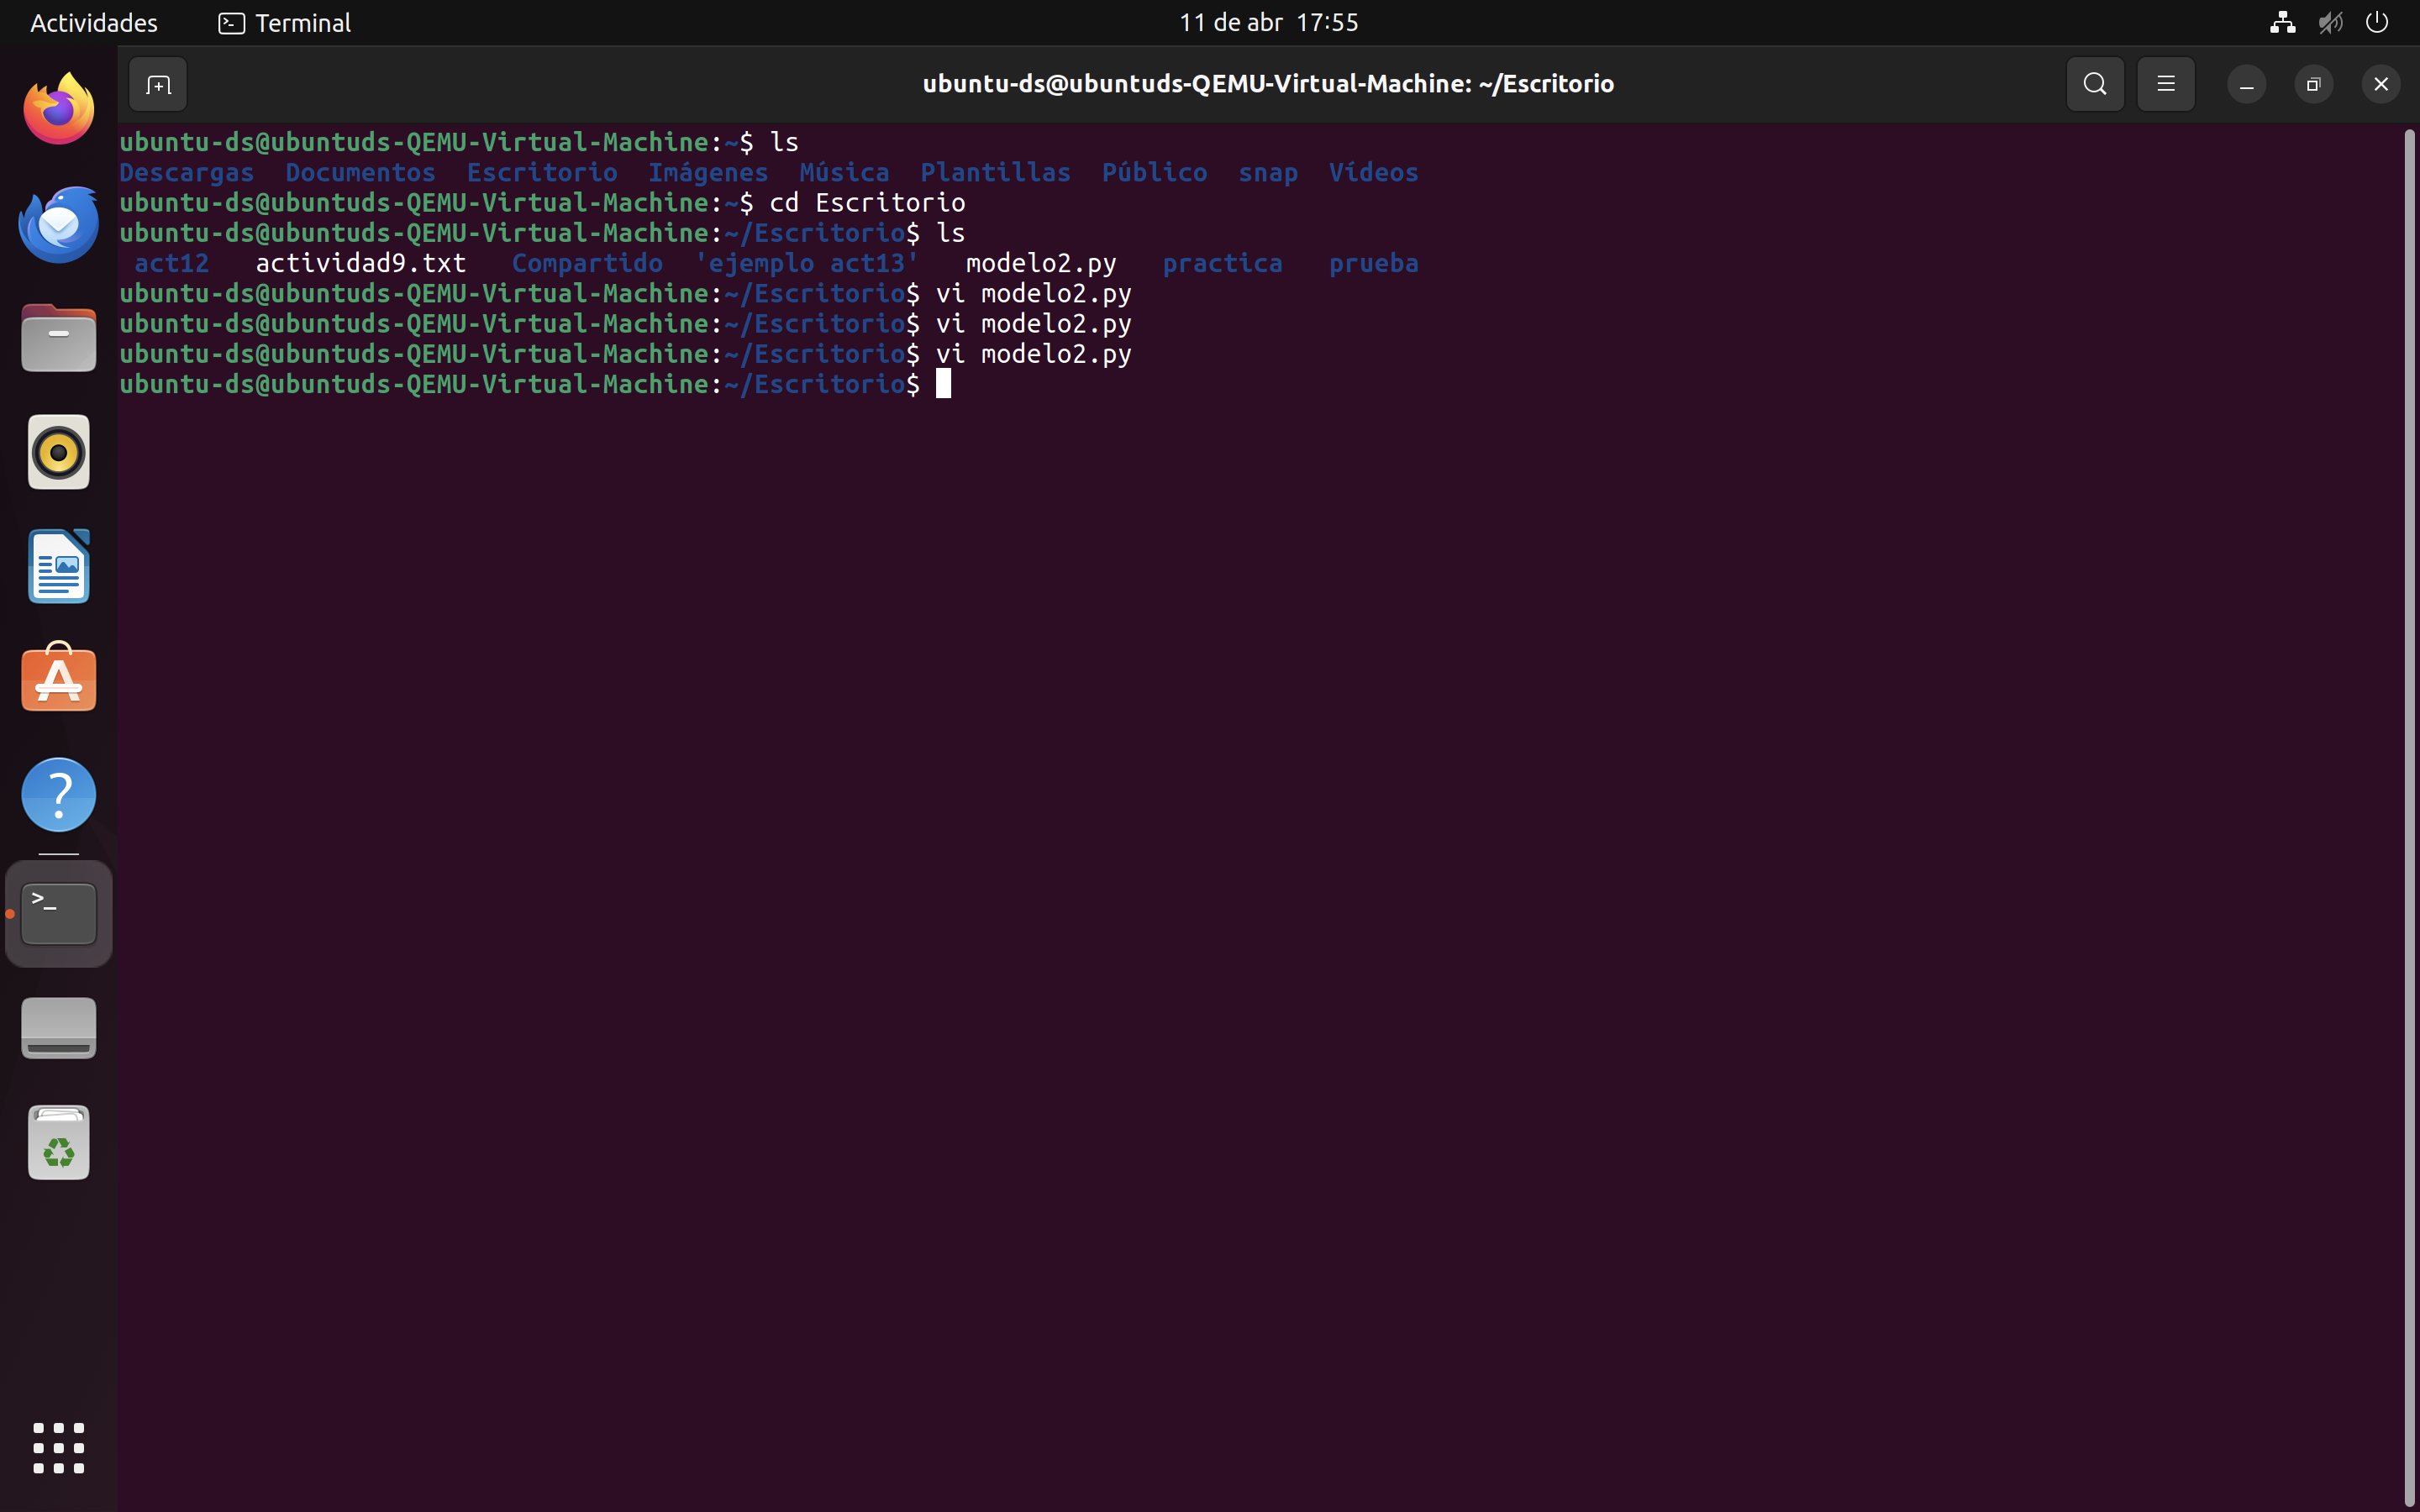 Actividades Terminal 11 de abr 17:55
ubuntu-ds@ubuntuds-QEMU-Virtual-Machine: ~/Escritorio
ubuntu-ds@ubuntuds-QEMU-Virtual-Machine:~$ ls
Descargas Documentos Escritorio Imágenes Música Plantillas Público snap Vídeos
ubuntu-ds@ubuntuds-QEMU-Virtual-Machine:~$ cd Escritorio
ubuntu-ds@ubuntuds-QEMU-Virtual-Machine:~/Escritorio$ ls
act12 actividad9.txt Compartido 'ejemplo act13' modelo2.py practica prueba
ubuntu-ds@ubuntuds-QEMU-Virtual-Machine:~/Escritorio$ vi modelo2.py
ubuntu-ds@ubuntuds-QEMU-Virtual-Machine:~/Escritorio$ vi modelo2.py
ubuntu-ds@ubuntuds-QEMU-Virtual-Machine:~/Escritorio$ vi modelo2.py
ubuntu-ds@ubuntuds-QEMU-Virtual-Machine:~/Escritorio$